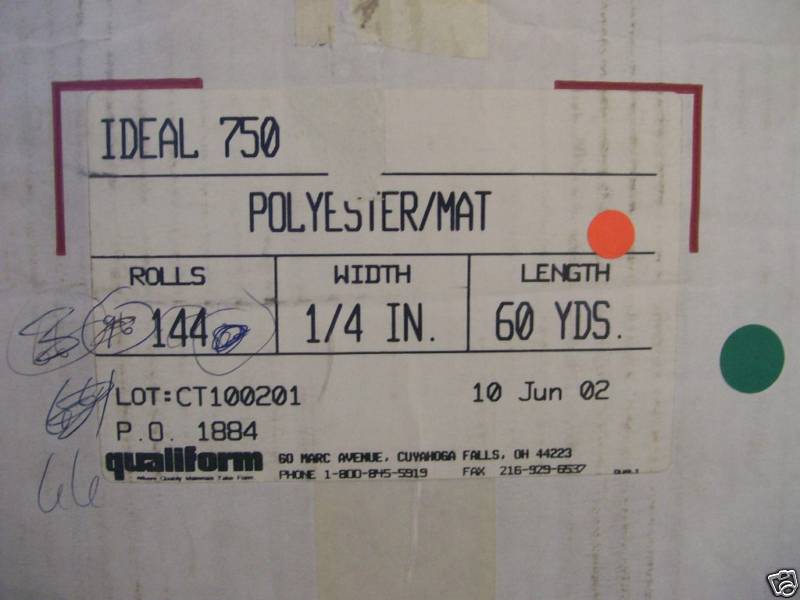 IDEAL 750
POLYESTER/MAT
ROLLS WIDTH LENGTH
144 1/4 IN. 60 YDS.
LOT:CT100201 10 Jun 02
P.O. 1884
66
qualiform 60 MARC AVENUE, CUYAHOGA FALLS, OH 44223
PHONE 1-800-845-5919 FAX 216-929-6537